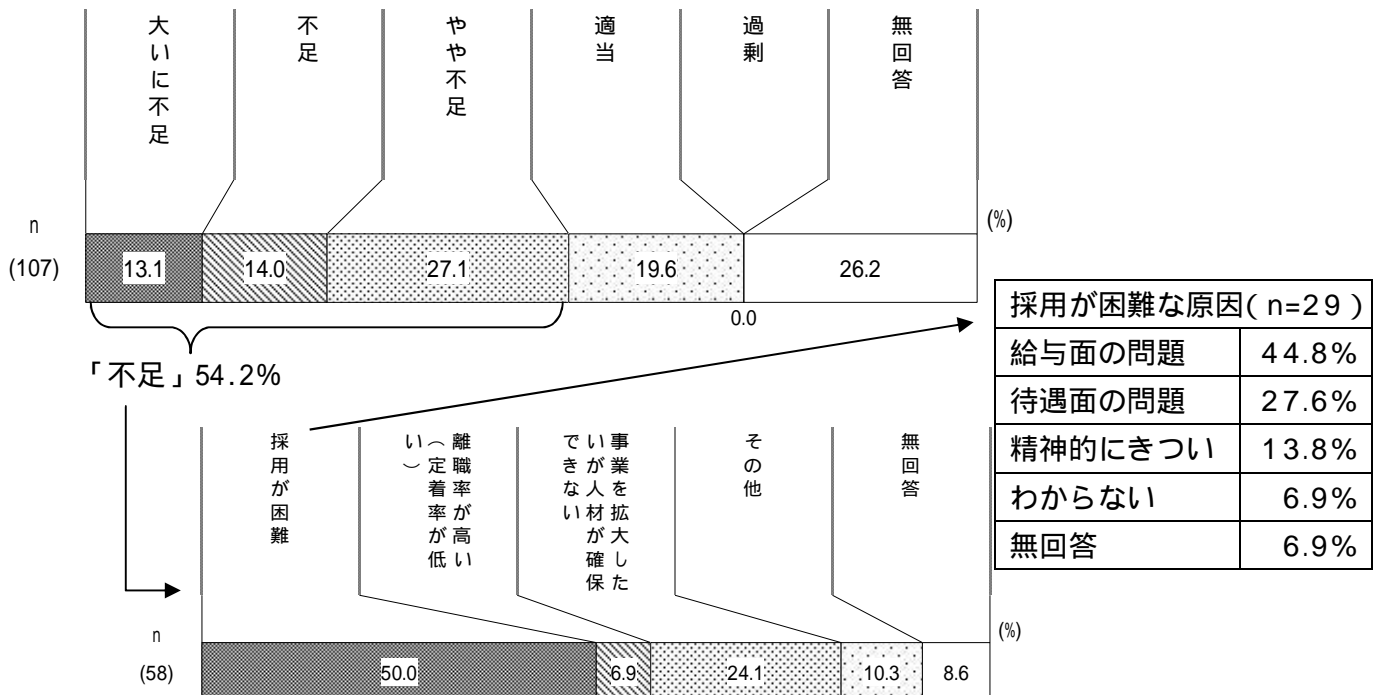 大いに不足
不足
やや不足
適当
過剰
無回答
(%)
n
(107)
13.1
14.0
27.1
19.6
26.2
0.0
「不足」54.2%
採用が困難な原因(n=29)
給与面の問題 44.8%
待遇面の問題 27.6%
精神的にきつい 13.8%
わからない 6.9%
無回答 6.9%
採用が困難
離職率が高い
(定着率が低
い)
事業を拡大した
いが人材が確保
できない
その他
無回答
(%)
n
(58)
50.0
6.9
24.1
10.3
8.6